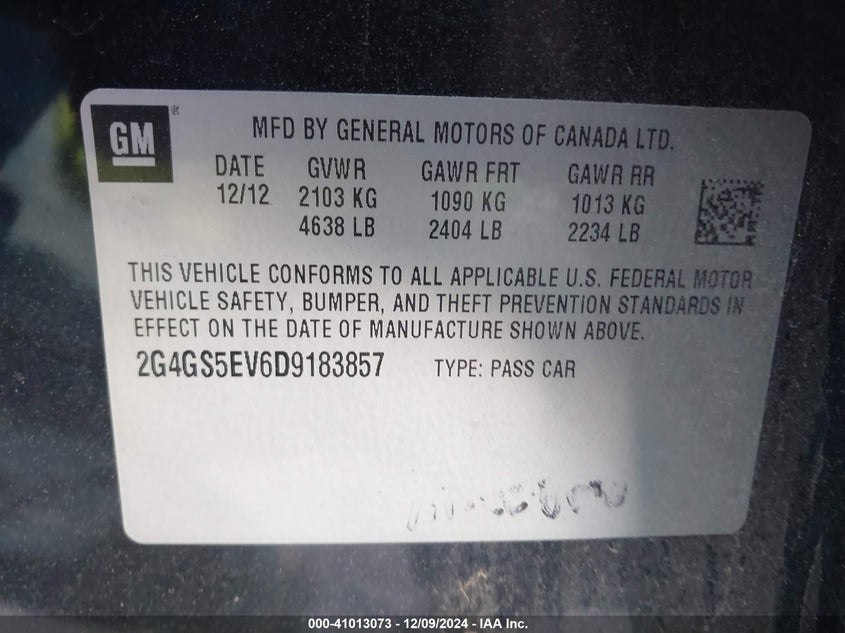 GM
MFD BY GENERAL MOTORS OF CANADA LTD.
DATE GVWR GAWR FRT GAWR RR
12/12 2103 KG 1090 KG 1013 KG
4638 LB 2404 LB 2234 LB
THIS VEHICLE CONFORMS TO ALL APPLICABLE U.S. FEDERAL MOTOR
VEHICLE SAFETY, BUMPER, AND THEFT PREVENTION STANDARDS IN
EFFECT ON THE DATE OF MANUFACTURE SHOWN ABOVE.
2G4GS5EV6D9183857 TYPE: PASS CAR
000-41013073 - 12/09/2024 - IAA Inc.